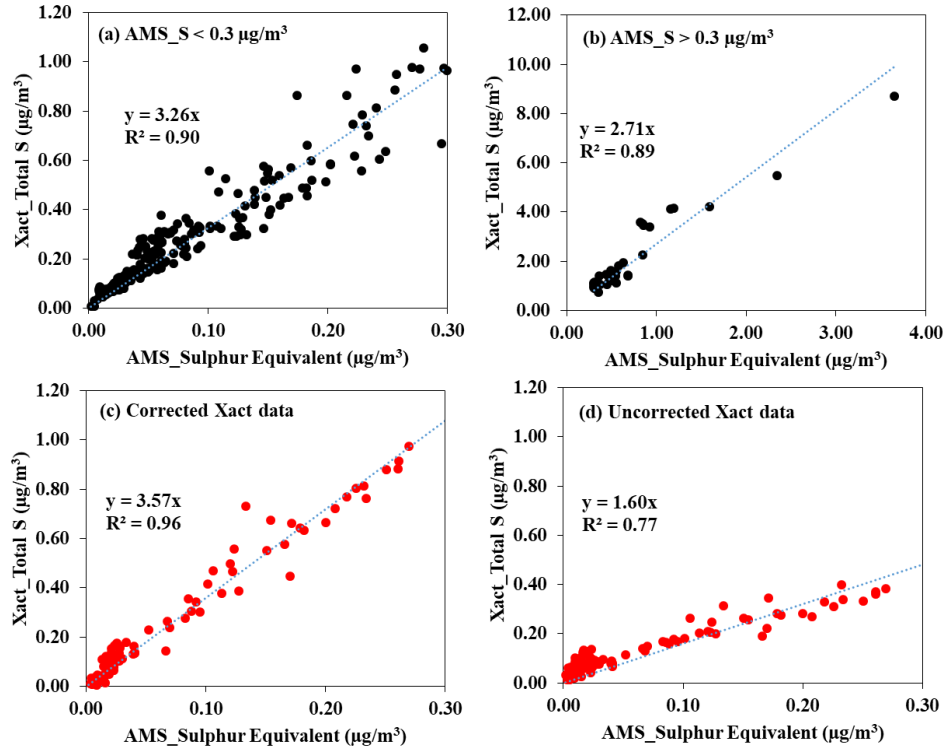 (a) AMS_S < 0.3 µg/m³
y = 3.26x
R² = 0.90
Xact_Total S (µg/m³)
1.20
1.00
0.80
0.60
0.40
0.20
0.00
0.00 0.10 0.20 0.30
AMS_Sulphur Equivalent (µg/m³)
(b) AMS_S > 0.3 µg/m³
y = 2.71x
R² = 0.89
Xact_Total S (µg/m³)
12.00
10.00
8.00
6.00
4.00
2.00
0.00
0.00 1.00 2.00 3.00 4.00
AMS_Sulphur Equivalent (µg/m³)
(c) Corrected Xact data
y = 3.57x
R² = 0.96
Xact_Total S (µg/m³)
1.20
1.00
0.80
0.60
0.40
0.20
0.00
0.00 0.10 0.20 0.30
AMS_Sulphur Equivalent (µg/m³)
(d) Uncorrected Xact data
y = 1.60x
R² = 0.77
Xact_Total S (µg/m³)
1.20
1.00
0.80
0.60
0.40
0.20
0.00
0.00 0.10 0.20 0.30
AMS_Sulphur Equivalent (µg/m³)